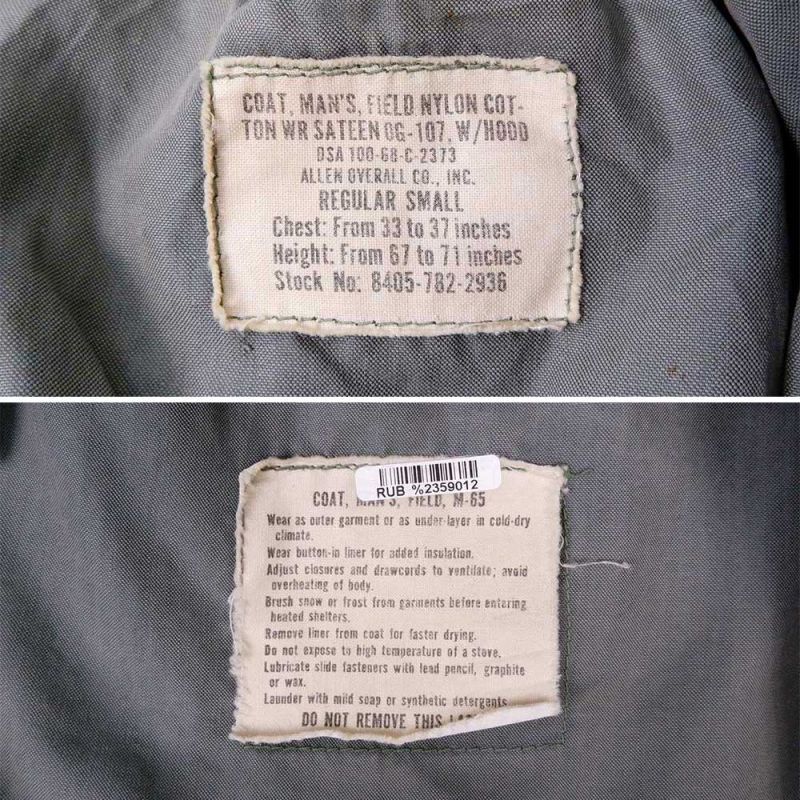 COAT, MAN'S, FIELD NYLON COT-
TON WR SATEEN OG-107, W/HOOD
DSA 100-68-C-2373
ALLEN OVERALL CO., INC.
REGULAR SMALL
Chest: From 33 to 37 inches
Height: From 67 to 71 inches
Stock No: 8405-782-2936
RUB %2359012
COAT, MAN'S, FIELD, M-65
Wear as outer garment or as under-layer in cold-dry
climate.
Wear button-in liner for added insulation.
Adjust closures and drawcords to ventilate; avoid
overheating of body.
Brush snow or frost from garments before entering
heated shelters.
Remove liner from coat for faster drying.
Do not expose to high temperature of a stove.
Lubricate slide fasteners with lead pencil, graphite
or wax.
Launder with mild soap or synthetic detergents
DO NOT REMOVE THIS